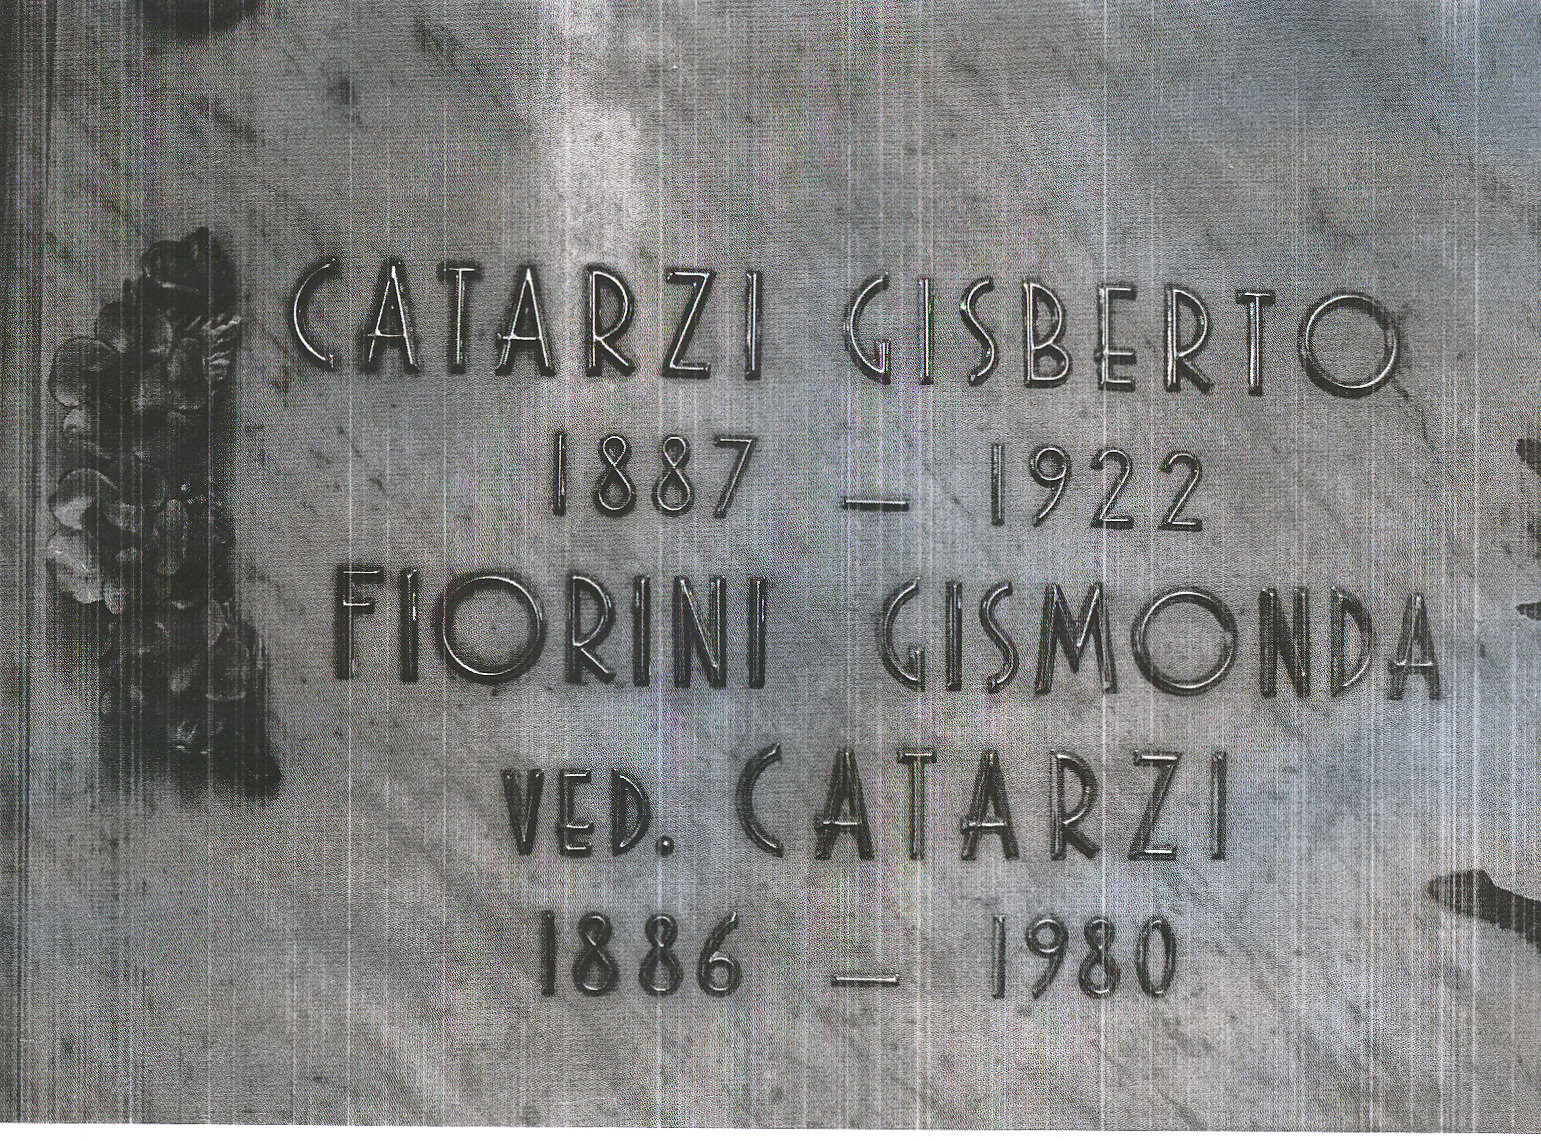 CATARZI GISBERTO
1887 – 1922
FIORINI GISMONDA
VED. CATARZI
1886 – 1980